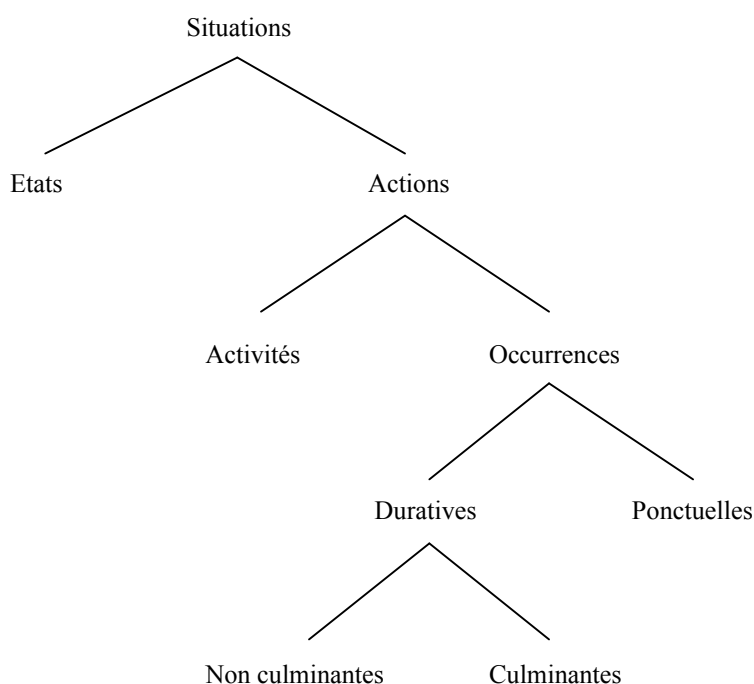 Situations
Etats Actions
Activités Occurrences
Duratives Ponctuelles
Non culminantes Culminantes